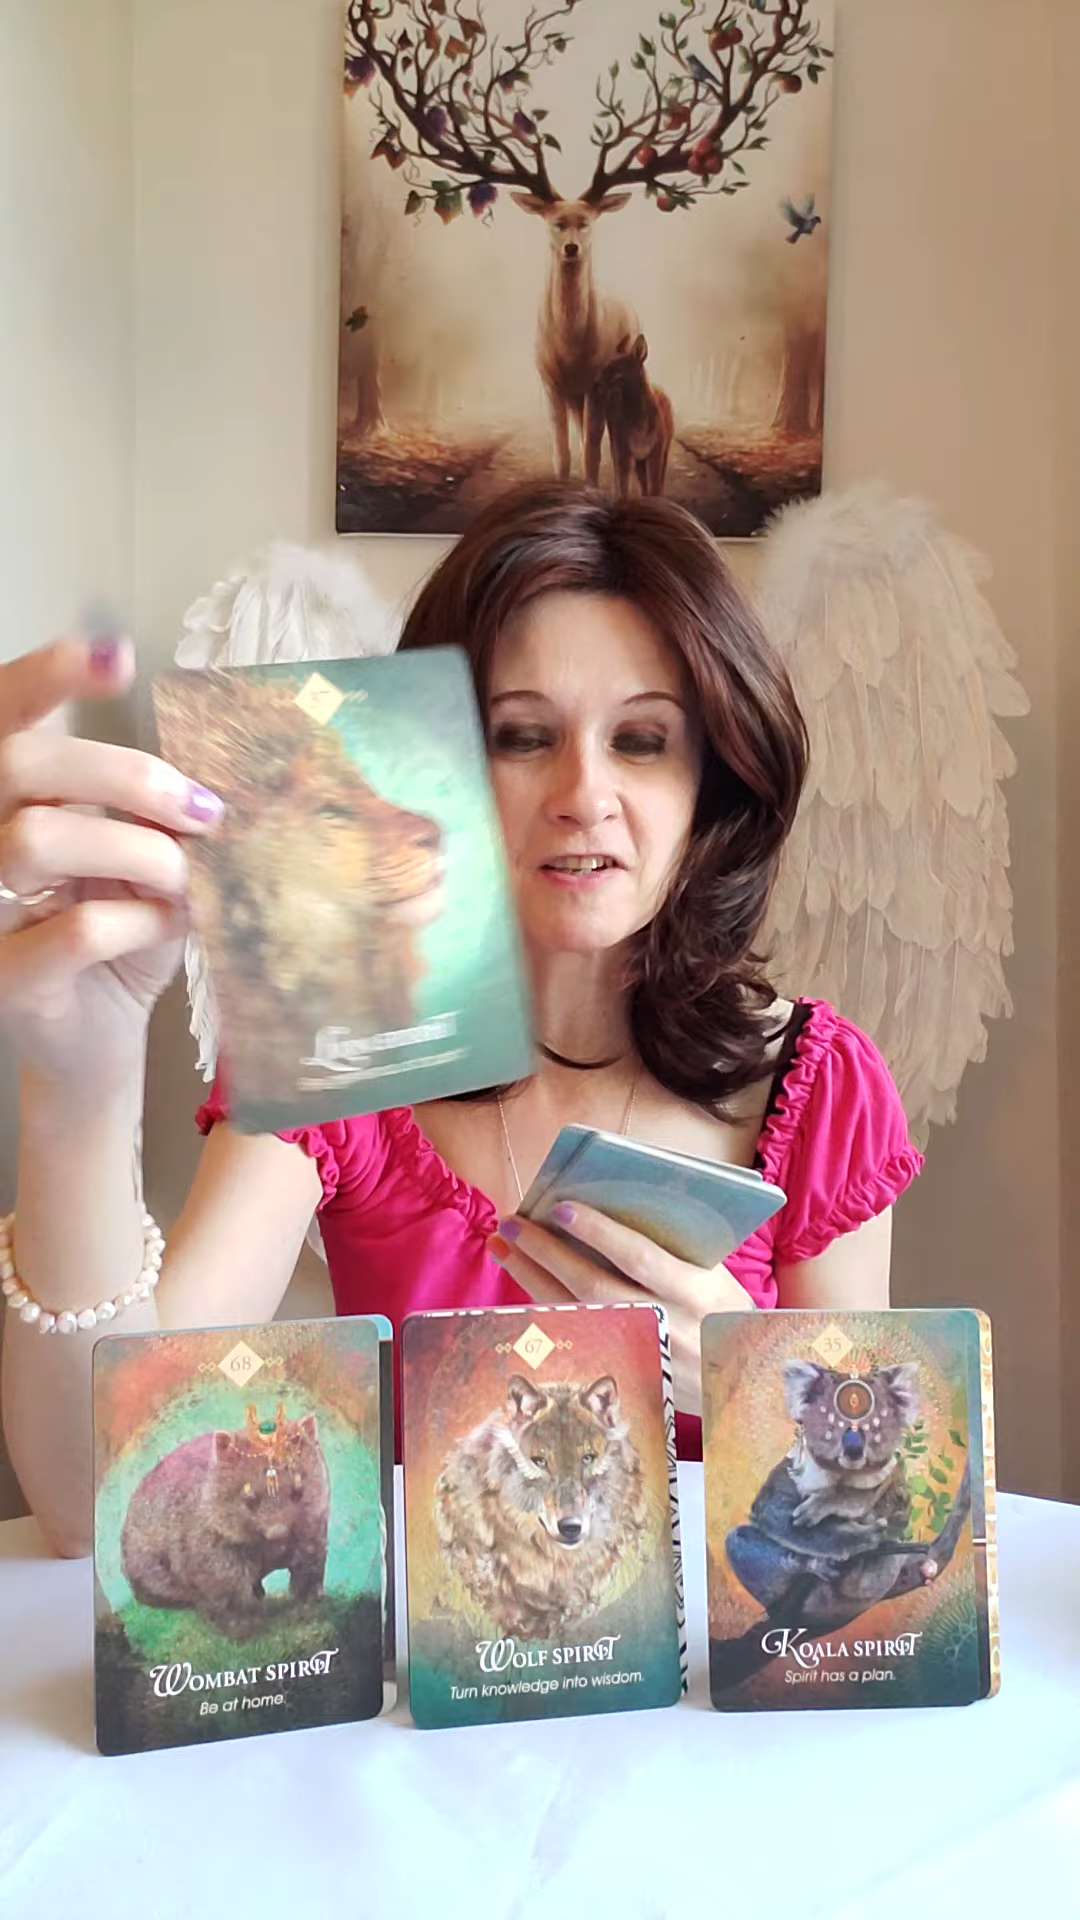 37
68
WOMBAT SPIRIT
Be at home.
67
WOLF SPIRIT
Turn knowledge into wisdom.
35
KOALA SPIRIT
Spirit has a plan.